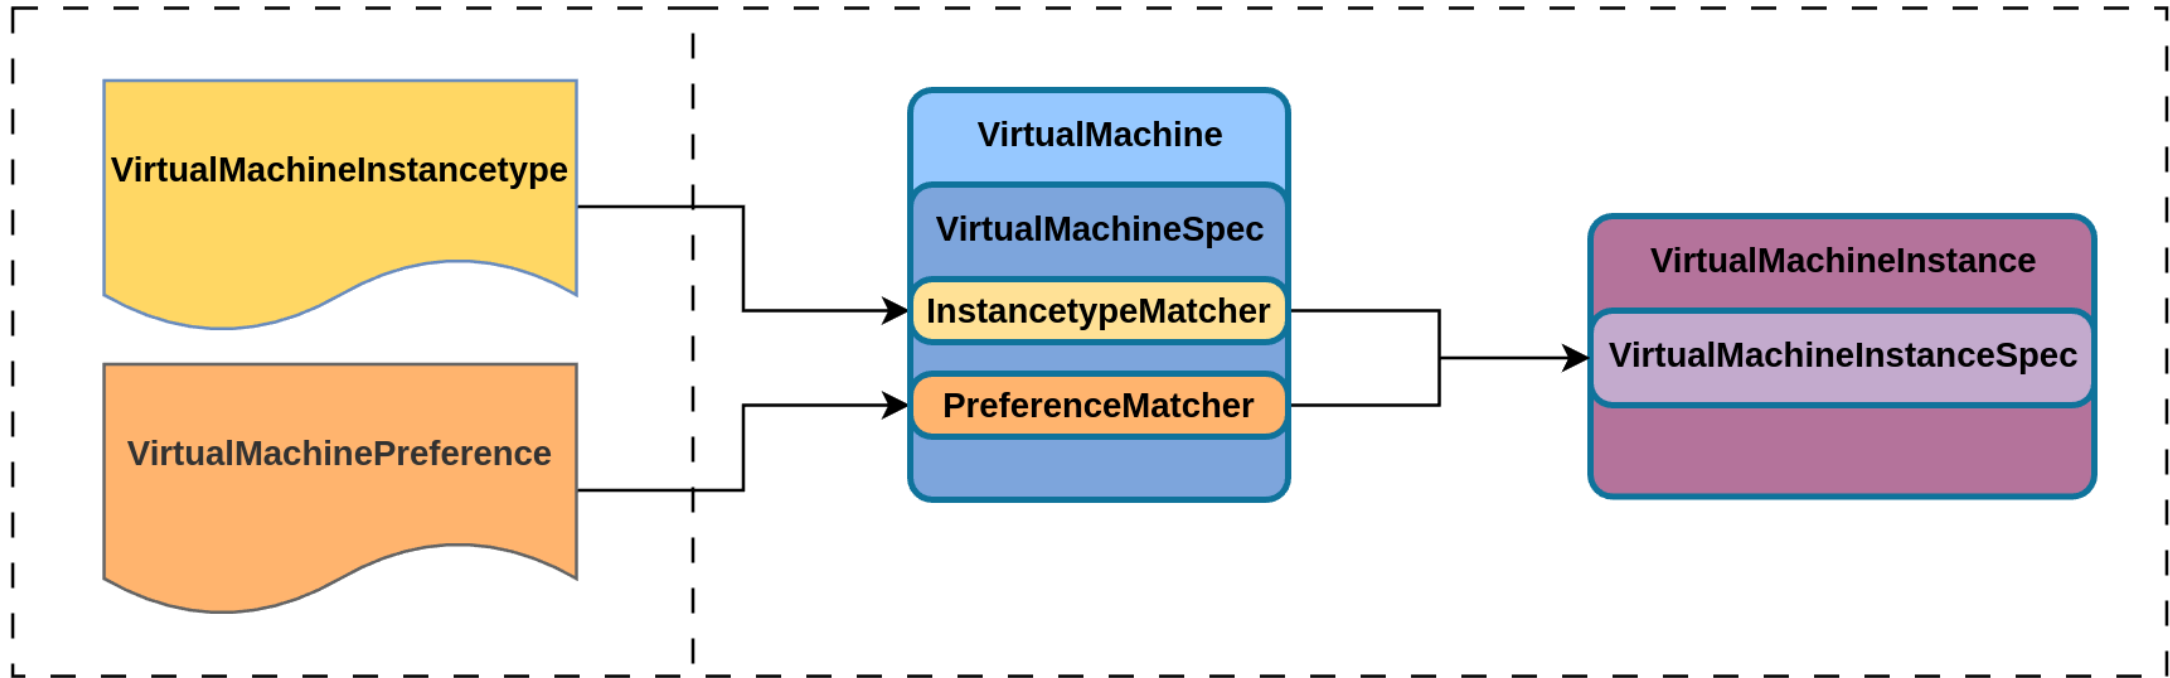 VirtualMachineInstancetype
VirtualMachinePreference
VirtualMachine
VirtualMachineSpec
InstancetypeMatcher
PreferenceMatcher
VirtualMachineInstance
VirtualMachineInstanceSpec